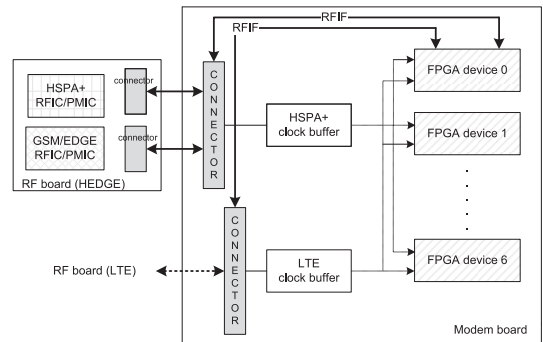 RFIF
RFIF
HSPA+
RFIC/PMIC
connector
GSM/EDGE
RFIC/PMIC
connector
RF board (HEDGE)
CONNECTOR
HSPA+
clock buffer
FPGA device 0
FPGA device 1
RF board (LTE)
CONNECTOR
LTE
clock buffer
FPGA device 6
Modem board